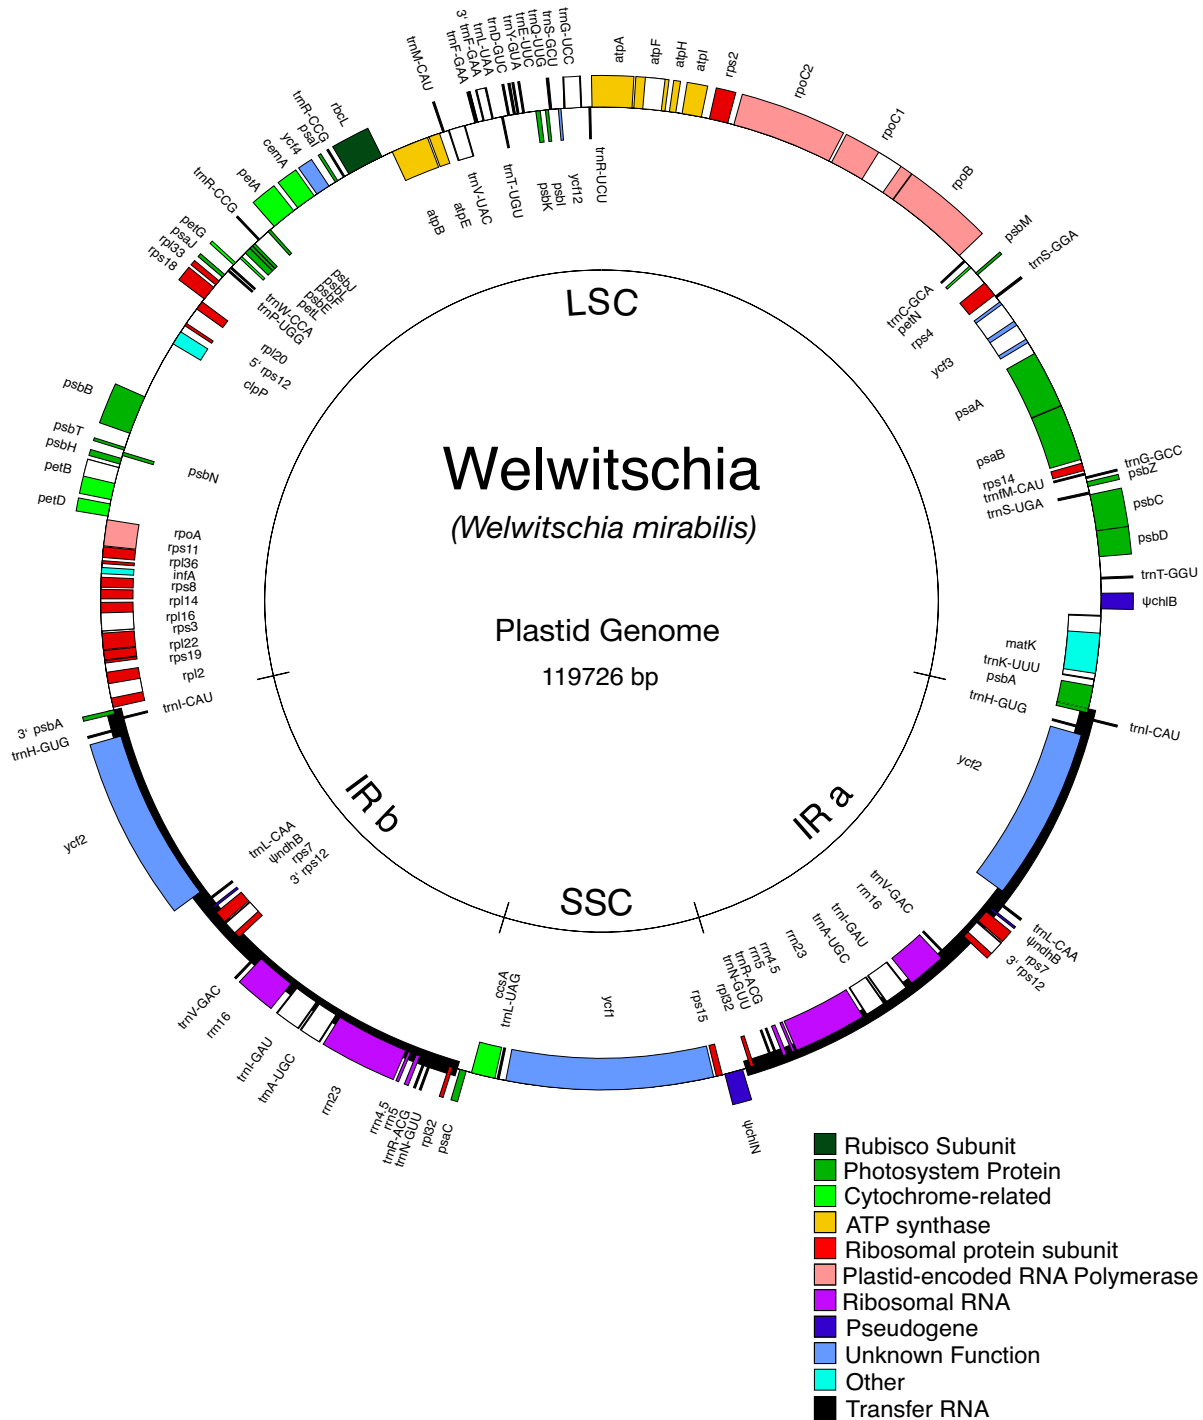 Welwitschia
(Welwitschia mirabilis)
Plastid Genome
119726 bp
LSC
IR a
SSC
IR b
trnM-CAU
3‘ trnF-GAA
trnF-GAA
trnL-UAA
trnD-GUC
trnY-GUA
trnE-UUC
trnQ-UUG
trnS-GCU
trnG-UCC
atpA
atpF
atpH
atpI
rps2
rpoC2
rpoC1
rpoB
psbM
trnS-GGA
trnC-GCA
petN
rps4
ycf3
psaA
psaB
rps14
trnfM-CAU
trnS-UGA
trnG-GCC
psbZ
psbC
psbD
trnT-GGU
ψchlB
matK
trnK-UUU
psbA
trnH-GUG
trnI-CAU
ycf2
trnL-CAA
ψndhB
rps7
3‘ rps12
trnV-GAC
rrn16
trnI-GAU
trnA-UGC
rrn23
rrn4.5
rrn5
trnR-ACG
trnN-GUU
rpl32
ψchlN
rps15
ycf1
trnL-UAG
ccsA
psaC
rpl32
trnN-GUU
trnR-ACG
rrn5
rrn4.5
rrn23
trnA-UGC
trnI-GAU
rrn16
trnV-GAC
trnL-CAA
ψndhB
rps7
3‘ rps12
ycf2
trnH-GUG
3‘ psbA
trnI-CAU
rpl2
rps19
rpl22
rps3
rpl16
rpl14
rps8
infA
rpl36
rps11
rpoA
petD
petB
psbH
psbT
psbN
psbB
clpP
5‘ rps12
rpl20
rps18
rpl33
psaJ
petG
trnP-UGG
trnW-CCA
petL
psbE
psbF
psbL
psbJ
trnR-CCG
petA
cemA
ycf4
psaI
trnR-CCG
rbcL
atpB
atpE
trnV-UAC
trnT-UGU
psbK
psbI
ycf12
trnR-UCU
Rubisco Subunit
Photosystem Protein
Cytochrome-related
ATP synthase
Ribosomal protein subunit
Plastid-encoded RNA Polymerase
Ribosomal RNA
Pseudogene
Unknown Function
Other
Transfer RNA